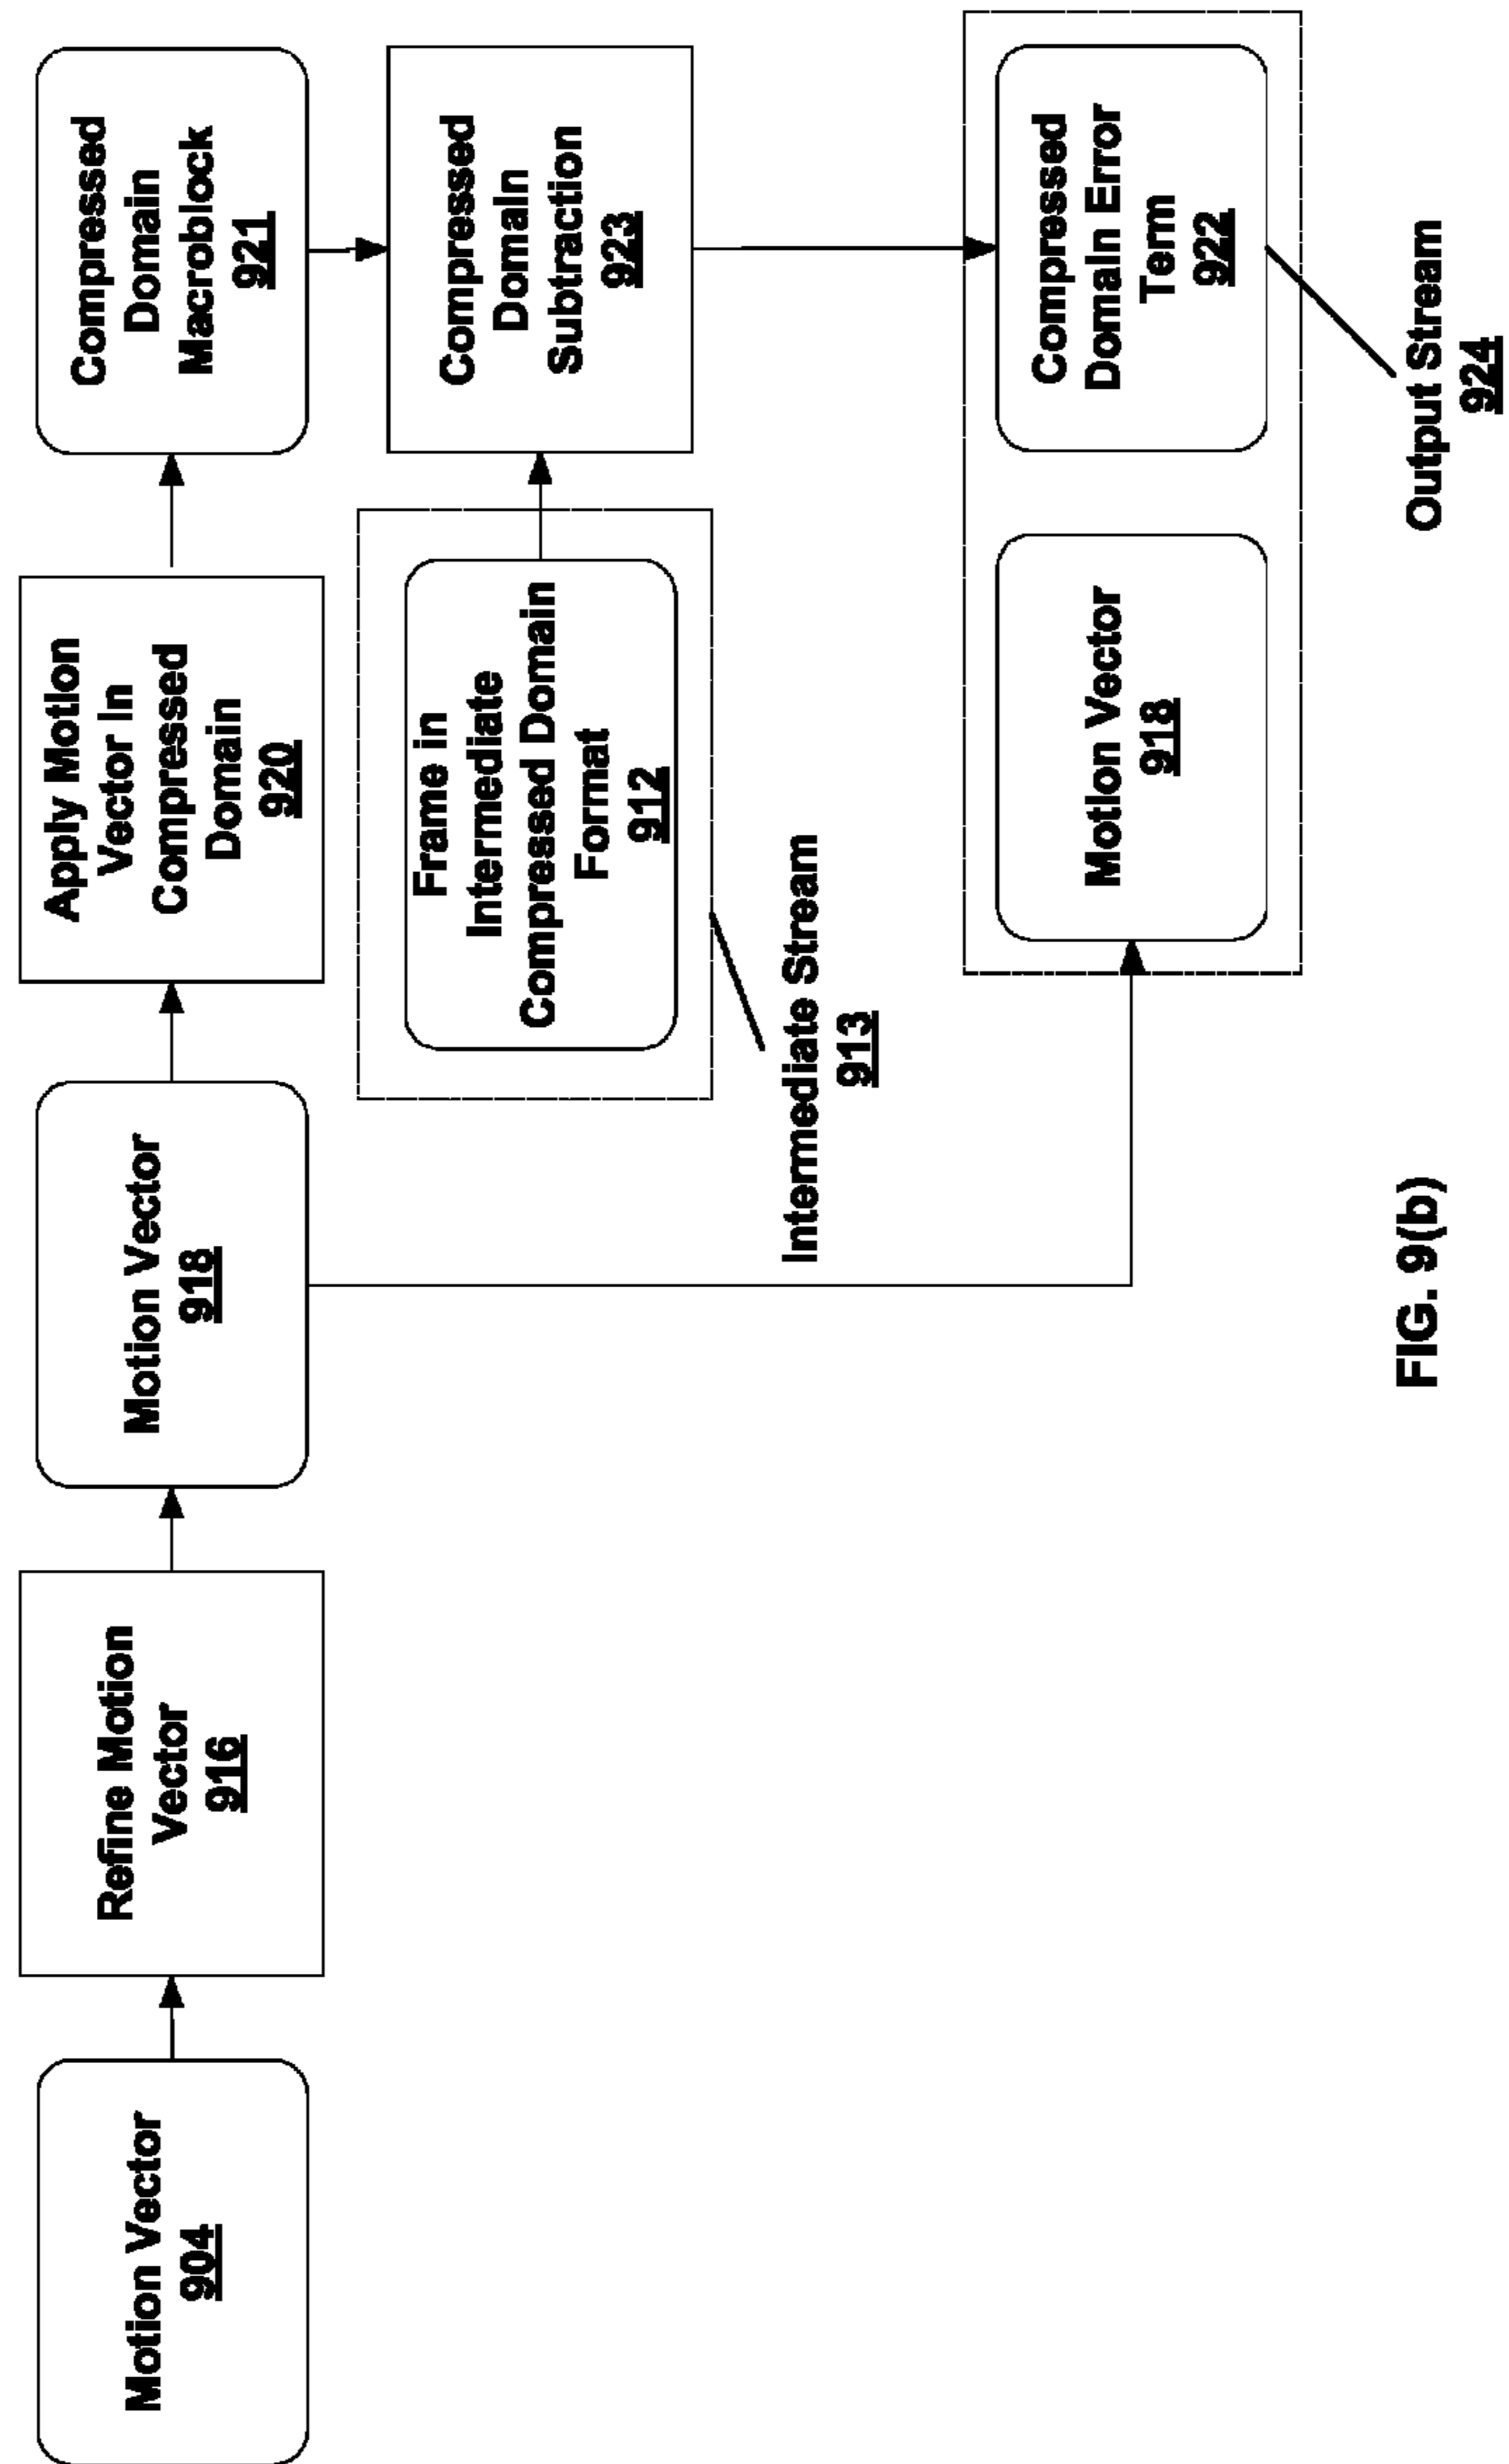 Motion Vector
904
Refine Motion
Vector
916
Motion Vector
918
Apply Motion
Vector In
Compressed
Domain
920
Compressed
Domain
Macroblock
921
Frame in
Intermediate
Compressed Domain
Format
912
Intermediate Stream
913
Compressed
Domain
Subtraction
923
Motion Vector
918
Compressed
Domain Error
Term
922
Output Stream
924
FIG. 9(b)